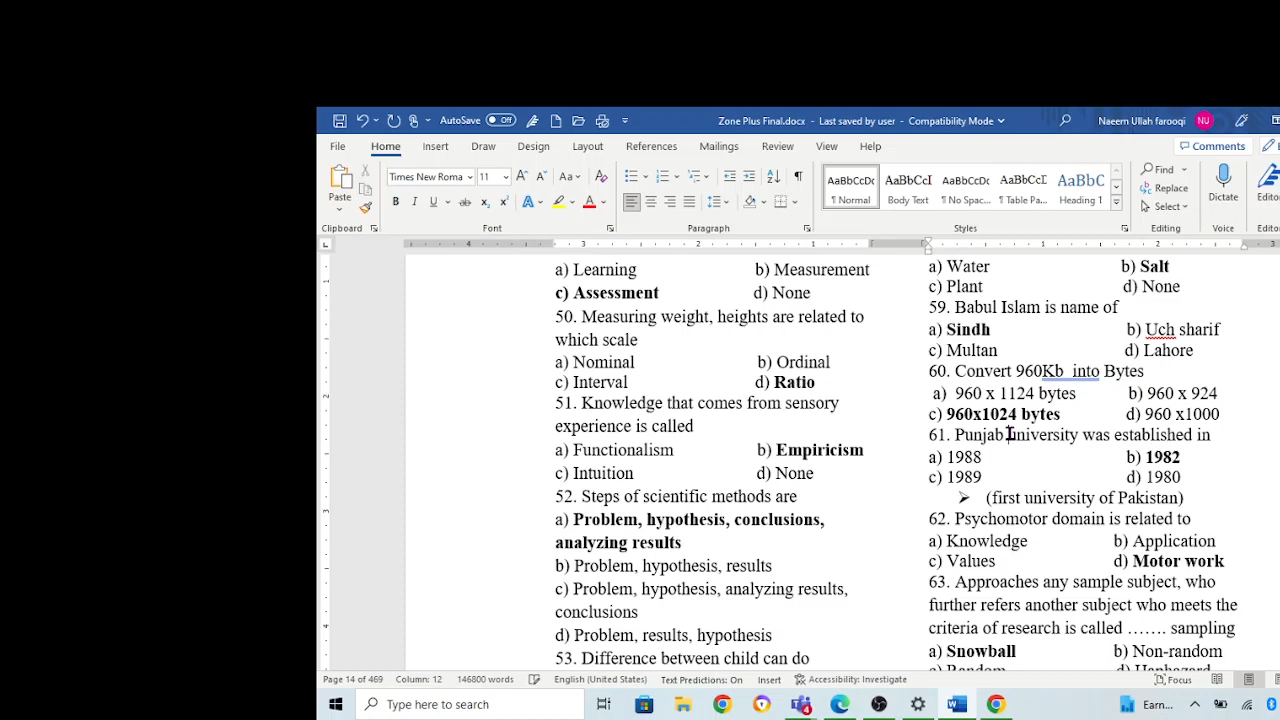 AutoSave Off
Zone Plus Final.docx - Last saved by user - Compatibility Mode
Naeem Ullah farooqi NU
File Home Insert Draw Design Layout References Mailings Review View Help
Comments
Times New Roma 11
Paste
Find
Replace
Select
Dictate
AaBbCcDc AaBbCcI AaBbCcDc AaBbCcD AaBbC
¶ Normal Body Text ¶ No Spac... ¶ Table Pa... Heading 1
Clipboard Font Paragraph Styles Editing Voice
a) Learning b) Measurement
c) Assessment d) None
50. Measuring weight, heights are related to
which scale
a) Nominal b) Ordinal
c) Interval d) Ratio
51. Knowledge that comes from sensory
experience is called
a) Functionalism b) Empiricism
c) Intuition d) None
52. Steps of scientific methods are
a) Problem, hypothesis, conclusions,
analyzing results
b) Problem, hypothesis, results
c) Problem, hypothesis, analyzing results,
conclusions
d) Problem, results, hypothesis
53. Difference between child can do
a) Water b) Salt
c) Plant d) None
59. Babul Islam is name of
a) Sindh b) Uch sharif
c) Multan d) Lahore
60. Convert 960Kb into Bytes
a) 960 x 1124 bytes b) 960 x 924
c) 960x1024 bytes d) 960 x1000
61. Punjab university was established in
a) 1988 b) 1982
c) 1989 d) 1980
➢ (first university of Pakistan)
62. Psychomotor domain is related to
a) Knowledge b) Application
c) Values d) Motor work
63. Approaches any sample subject, who
further refers another subject who meets the
criteria of research is called ……. sampling
a) Snowball b) Non-random
c) Random d) Haphazard
Page 14 of 469 Column: 12 146800 words English (United States) Text Predictions: On Insert Accessibility: Investigate Focus
Type here to search
Earn...